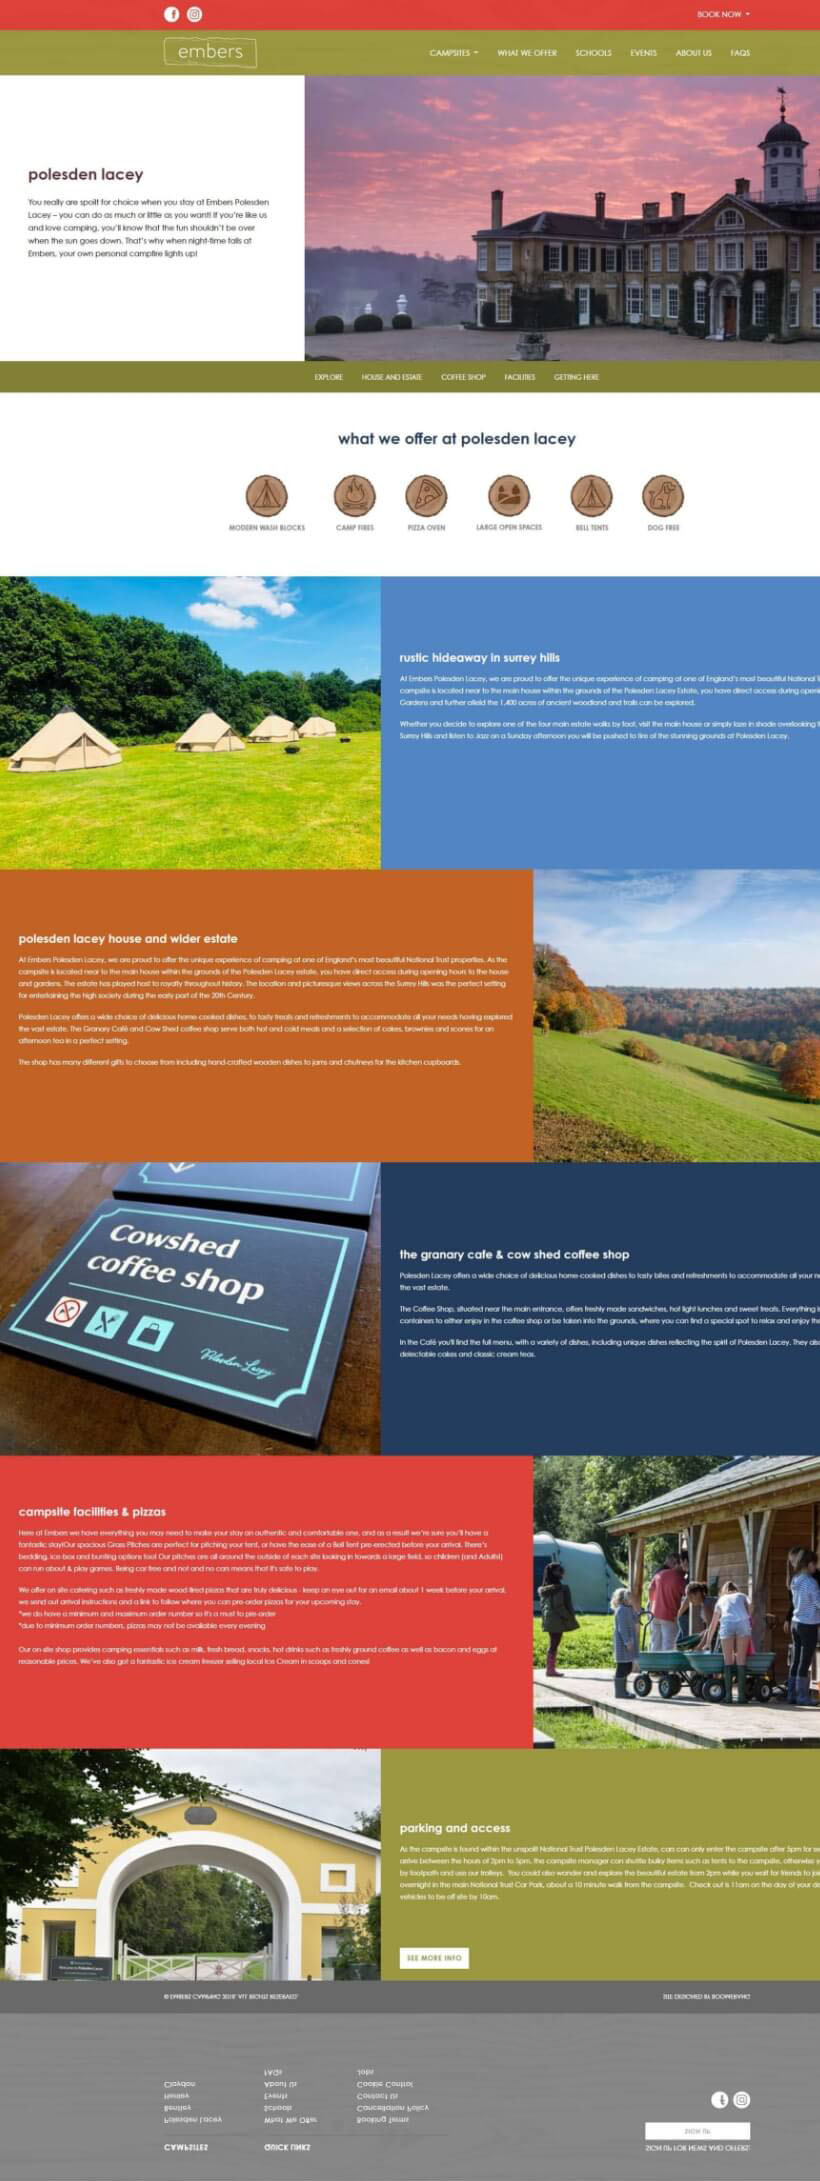 BOOK NOW
embers
CAMPSITES
WHAT WE OFFER
SCHOOLS
EVENTS
ABOUT US
FAQS
polesden lacey
You really are spoilt for choice when you stay at Embers Polesden
Lacey – you can do as much or little as you want! If you're like us
and love camping, you'll know that the fun shouldn't be over
when the sun goes down. That's why when night-time falls at
Embers, your own personal campfire lights up!
EXPLORE
HOUSE AND ESTATE
COFFEE SHOP
FACILITIES
GETTING HERE
what we offer at polesden lacey
MODERN WASH BLOCKS
CAMP FIRES
PIZZA OVEN
LARGE OPEN SPACES
BELL TENTS
DOG FREE
rustic hideaway in surrey hills
At Embers Polesden Lacey, we are proud to offer the unique experience of camping at one of England's most beautiful National
campsite is located near to the main house within the grounds of the Polesden Lacey Estate, you have direct access during
Gardens and further afield the 1,400 acres of ancient woodland and trails can be explored.
Whether you decide to explore one of the four main estate walks by foot, visit the main house or simply laze in shade overlooking
Surrey Hills and listen to Jazz on a Sunday afternoon you will be pushed to tire of the stunning grounds at Polesden Lacey.
polesden lacey house and wider estate
At Embers Polesden Lacey, we are proud to offer the unique experience of camping at one of England's most beautiful National Trust properties. As the
campsite is located near to the main house within the grounds of the Polesden Lacey estate, you have direct access during opening hours to the house
and gardens. The estate has played host to royalty throughout history. The location and picturesque views across the Surrey Hills was the perfect setting
for entertaining the high society during the early part of the 20th Century.
Polesden Lacey offers a wide choice of delicious home-cooked dishes, to tasty treats and refreshments to accommodate all your needs having explored
the vast estate. The Granary Café and Cow Shed coffee shop serve both hot and cold meals and a selection of cakes, brownies and scones for an
afternoon tea in a perfect setting.
The shop has many different gifts to choose from including hand-crafted wooden dishes to jams and chutneys for the kitchen cupboards.
Cowshed
coffee shop
Polesden Lacey
the granary cafe & cow shed coffee shop
Polesden Lacey offers a wide choice of delicious home-cooked dishes to tasty bites and refreshments to accommodate all your
the vast estate.
The Coffee Shop, situated near the main entrance, offers freshly made sandwiches, hot light lunches and sweet treats. Everything
containers to either enjoy in the coffee shop or be taken into the grounds, where you can find a special spot to relax and enjoy
In the Café you'll find the full menu, with a variety of dishes, including unique dishes reflecting the spirit of Polesden Lacey. They
delectable cakes and classic cream teas.
campsite facilities & pizzas
Here at Embers we have everything you may need to make your stay an authentic and comfortable one, and as a result we're sure you'll have a
fantastic stay!Our spacious Grass Pitches are perfect for pitching your tent, or have the ease of a Bell Tent pre-erected before your arrival. There's
bedding, ice box and bunting options too! Our pitches are all around the outside of each site looking in towards a large field, so children (and Adults!)
can run about & play games. Being car free and not and no can means that it's safe to play.
We offer on site catering such as freshly made wood-fired pizzas that are truly delicious - keep an eye out for an email about 1 week before your arrival,
we send out arrival instructions and a link to follow where you can pre-order pizzas for your upcoming stay.
*we do have a minimum and maximum order number so it's a must to pre-order
*due to minimum order numbers, pizzas may not be available every evening
Our on-site shop provides camping essentials such as milk, fresh bread, snacks, hot drinks such as freshly ground coffee as well as bacon and eggs at
reasonable prices. We've also got a fantastic ice cream freezer selling local Ice Cream in scoops and cones!
parking and access
As the campsite is found within the unspoilt National Trust Polesden Lacey Estate, cars can only enter the campsite after 5pm for
arrive between the hours of 2pm to 5pm, the campsite manager can shuttle bulky items such as tents to the campsite, otherwise
by footpath and use our trolleys. You could also wander and explore the beautiful estate from 2pm while you wait for friends to
overnight in the main National Trust Car Park, about a 10 minute walk from the campsite. Check out is 11am on the day of your
vehicles to be off site by 10am.
SEE MORE INFO
© EMBERS CAMPING 2018. ALL RIGHTS RESERVED.
SITE DESIGNED BY BOOMERANG
FAQs
Jobs
Claydon
About Us
Cookie Control
Henley
Events
Contact Us
Bentley
Schools
Cancellation Policy
Polesden Lacey
What We Offer
Booking Terms
SIGN UP
CAMPSITES
QUICK LINKS
SIGN UP FOR NEWS AND OFFERS: